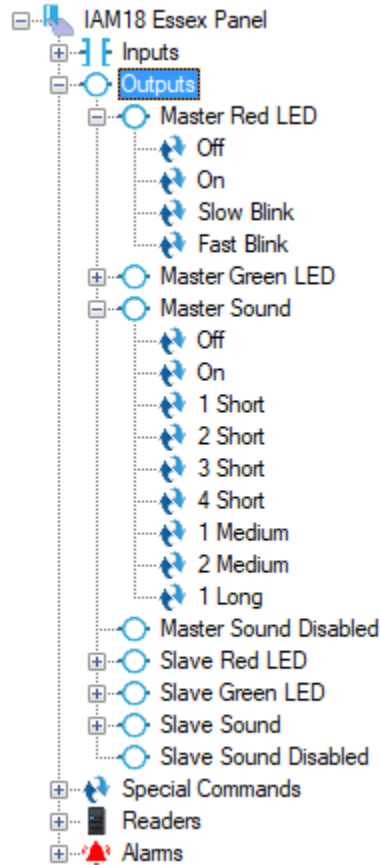 IAM18 Essex Panel
Inputs
Outputs
Master Red LED
Off
On
Slow Blink
Fast Blink
Master Green LED
Master Sound
Off
On
1 Short
2 Short
3 Short
4 Short
1 Medium
2 Medium
1 Long
Master Sound Disabled
Slave Red LED
Slave Green LED
Slave Sound
Slave Sound Disabled
Special Commands
Readers
Alarms